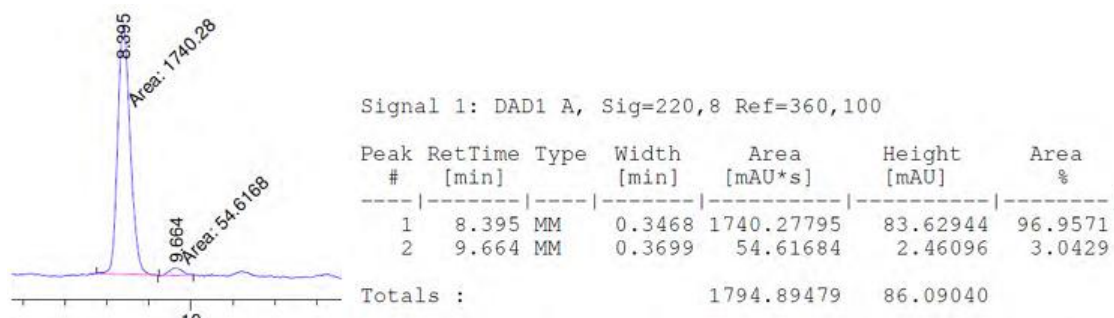 8.395
Area: 1740.28
9.664
Area: 54.6168
Signal 1: DAD1 A, Sig=220,8 Ref=360,100
Peak RetTime Type Width Area Height Area
# [min] [min] [mAU*s] [mAU] %
----|-------|----|-------|----------|----------|--------|
1 8.395 MM 0.3468 1740.27795 83.62944 96.9571
2 9.664 MM 0.3699 54.61684 2.46096 3.0429
Totals : 1794.89479 86.09040